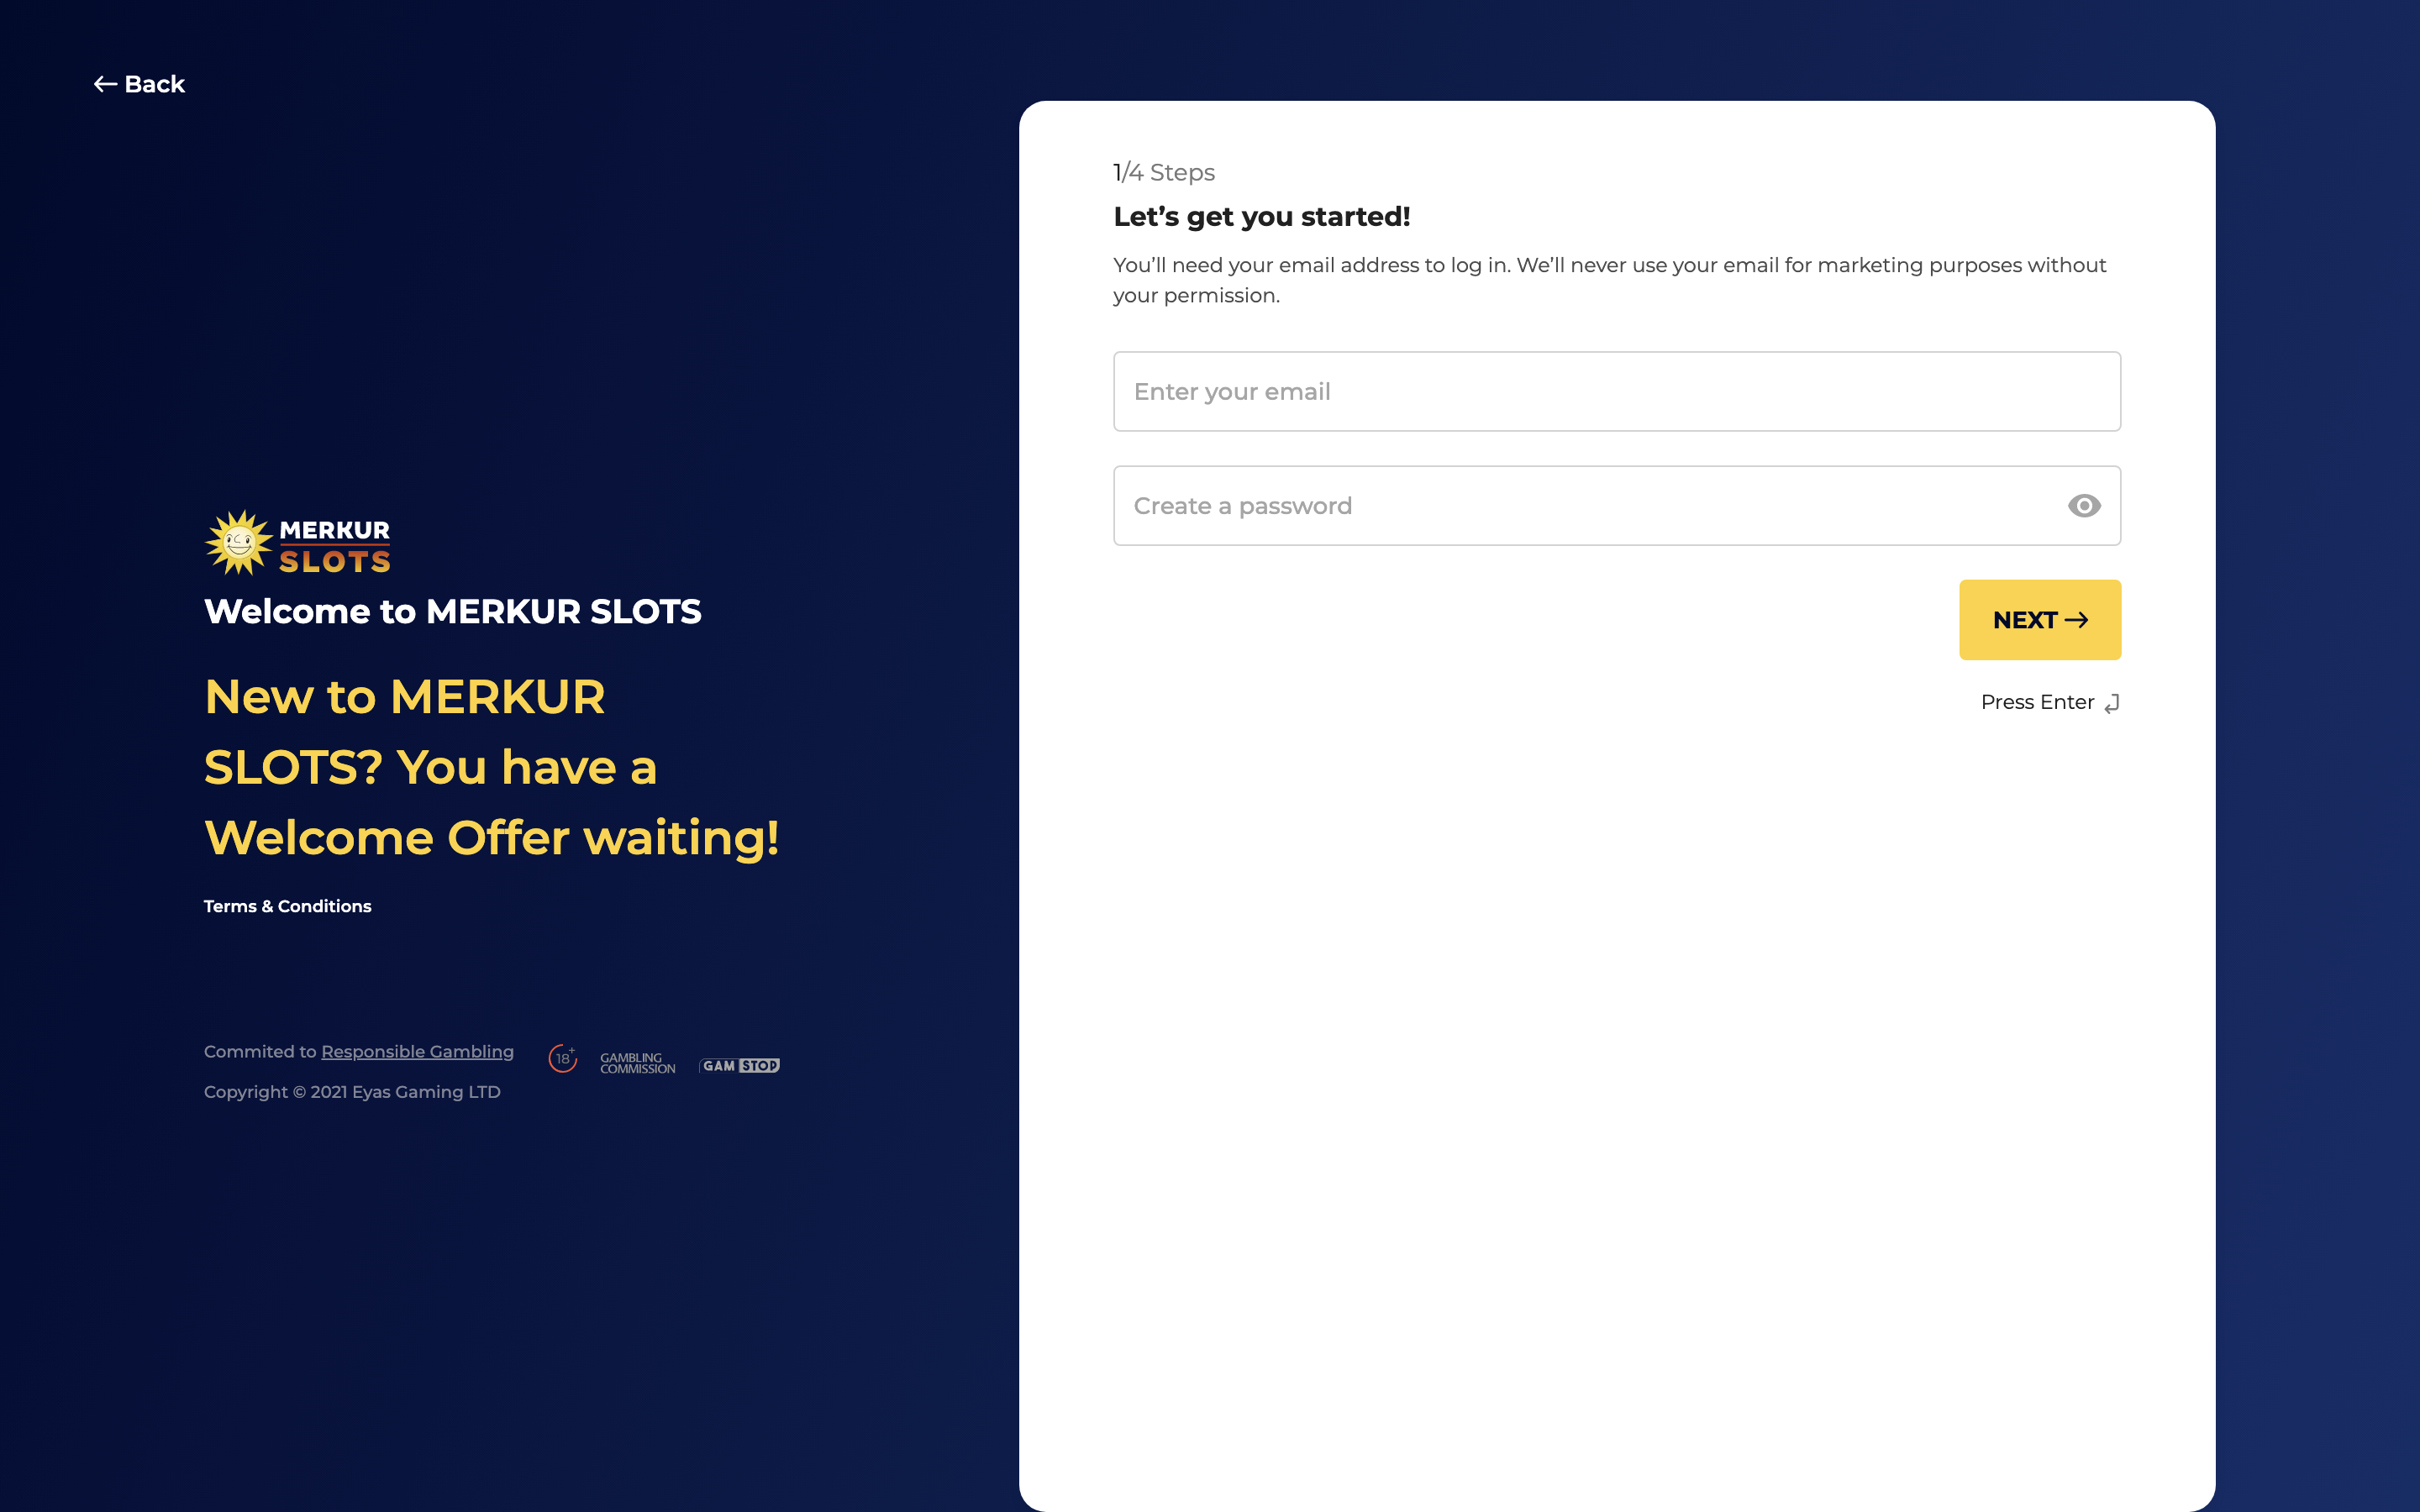 Back
MERKUR
SLOTS
Welcome to MERKUR SLOTS
New to MERKUR
SLOTS? You have a
Welcome Offer waiting!
Terms & Conditions
Commited to Responsible Gambling
18+
GAMBLING
COMMISSION
GAMSTOP
Copyright © 2021 Eyas Gaming LTD
1/4 Steps
Let’s get you started!
You’ll need your email address to log in. We’ll never use your email for marketing purposes without
your permission.
Enter your email
Create a password
NEXT
Press Enter